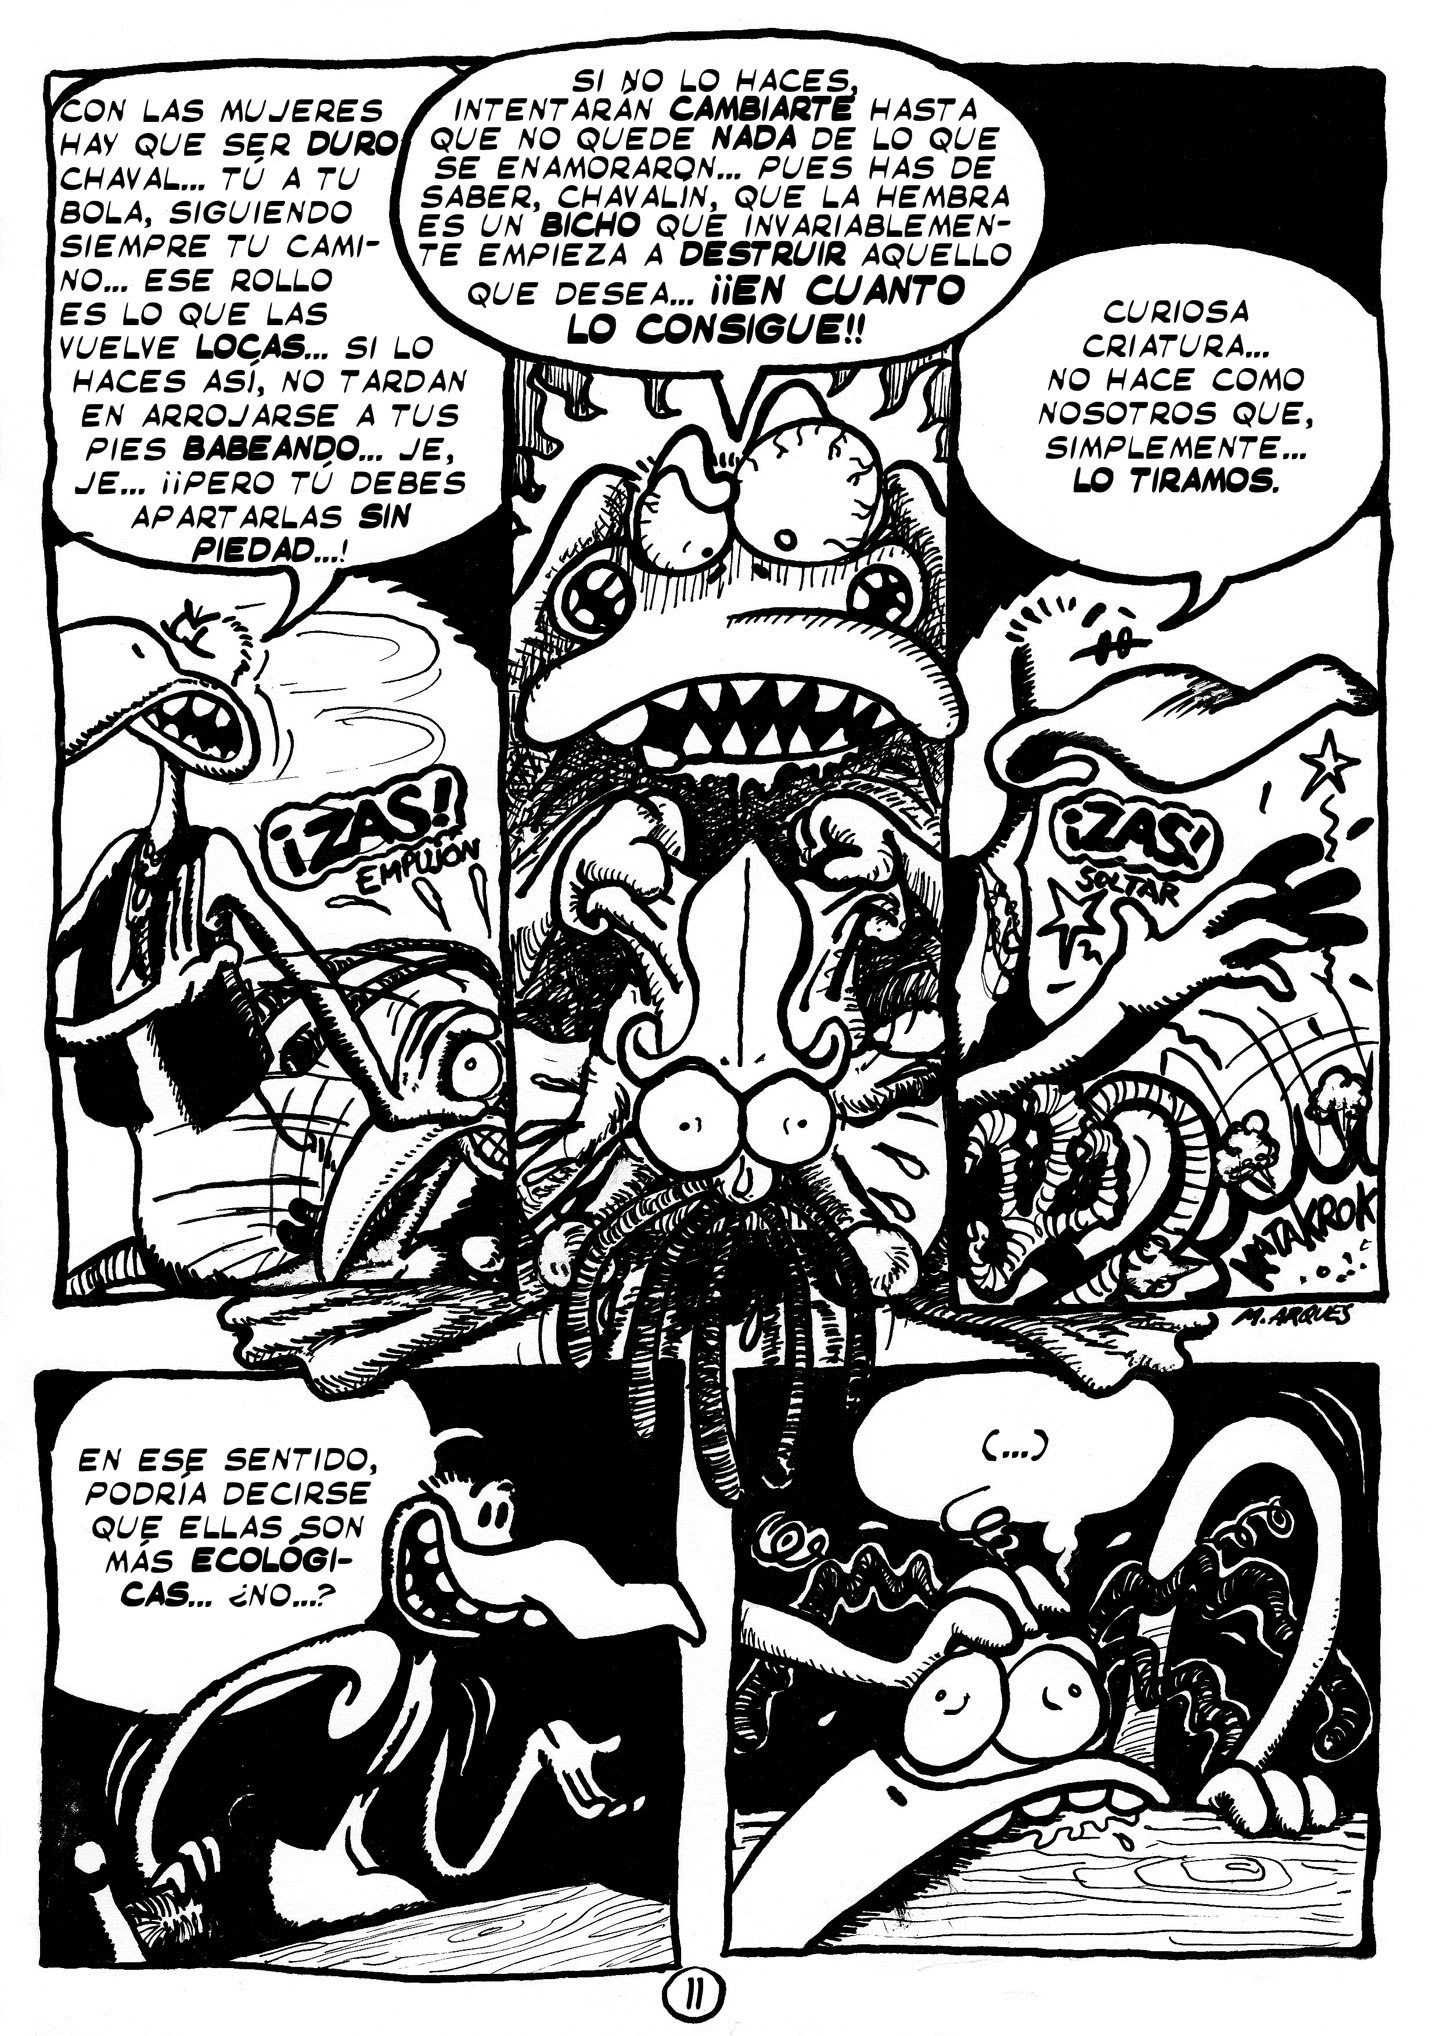 CON LAS MUJERES
HAY QUE SER DURO
CHAVAL... TÚ A TU
BOLA, SIGUIENDO
SIEMPRE TU CAMI-
NO... ESE ROLLO
ES LO QUE LAS
VUELVE LOCAS... SI LO
HACES ASÍ, NO TARDAN
EN ARROJARSE A TUS
PIES BABEANDO... JE,
JE... ¡¡PERO TÚ DEBES
APARTARLAS SIN
PIEDAD...!
¡ZAS!
EMPUJON
SI NO LO HACES,
INTENTARÁN CAMBIARTE HASTA
QUE NO QUEDE NADA DE LO QUE
SE ENAMORARON... PUES HAS DE
SABER, CHAVALÍN, QUE LA HEMBRA
ES UN BICHO QUE INVARIABLEMEN-
TE EMPIEZA A DESTRUIR AQUELLO
QUE DESEA... ¡¡EN CUANTO
LO CONSIGUE!!
CURIOSA
CRIATURA...
NO HACE COMO
NOSOTROS QUE,
SIMPLEMENTE...
LO TIRAMOS.
¡ZAS!
SOLTAR
KATAKROK
M. ARQUES
EN ESE SENTIDO,
PODRÍA DECIRSE
QUE ELLAS SON
MÁS ECOLÓGI-
CAS... ¿NO...?
(...)
11